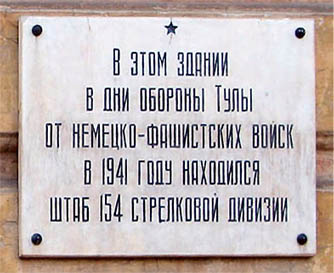 В этом здании
в дни обороны Тулы
от немецко-фашистских войск
в 1941 году находился
штаб 154 стрелковой дивизии